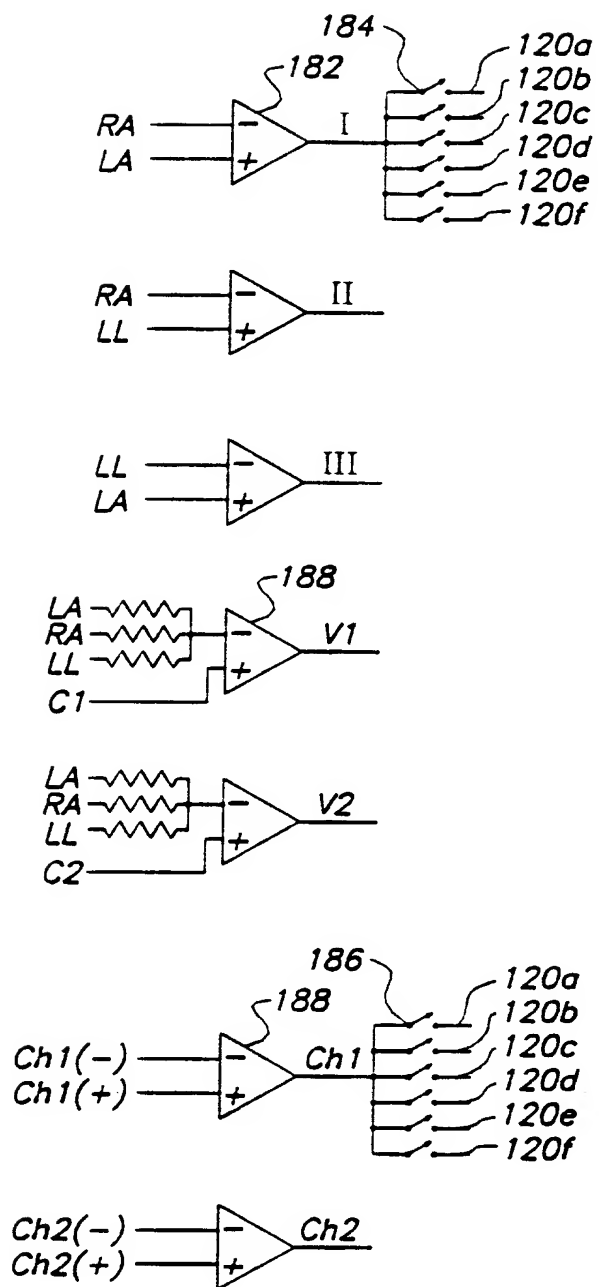 184
120a
182
120b
RA
-
I
120c
LA
+
120d
120e
120f
RA
-
II
LL
+
LL
-
III
LA
+
188
LA
RA
-
V1
LL
+
C1
LA
RA
-
V2
LL
+
C2
186
120a
188
120b
Ch1(-)
-
Ch1
120c
Ch1(+)
+
120d
120e
120f
Ch2(-)
-
Ch2
Ch2(+)
+